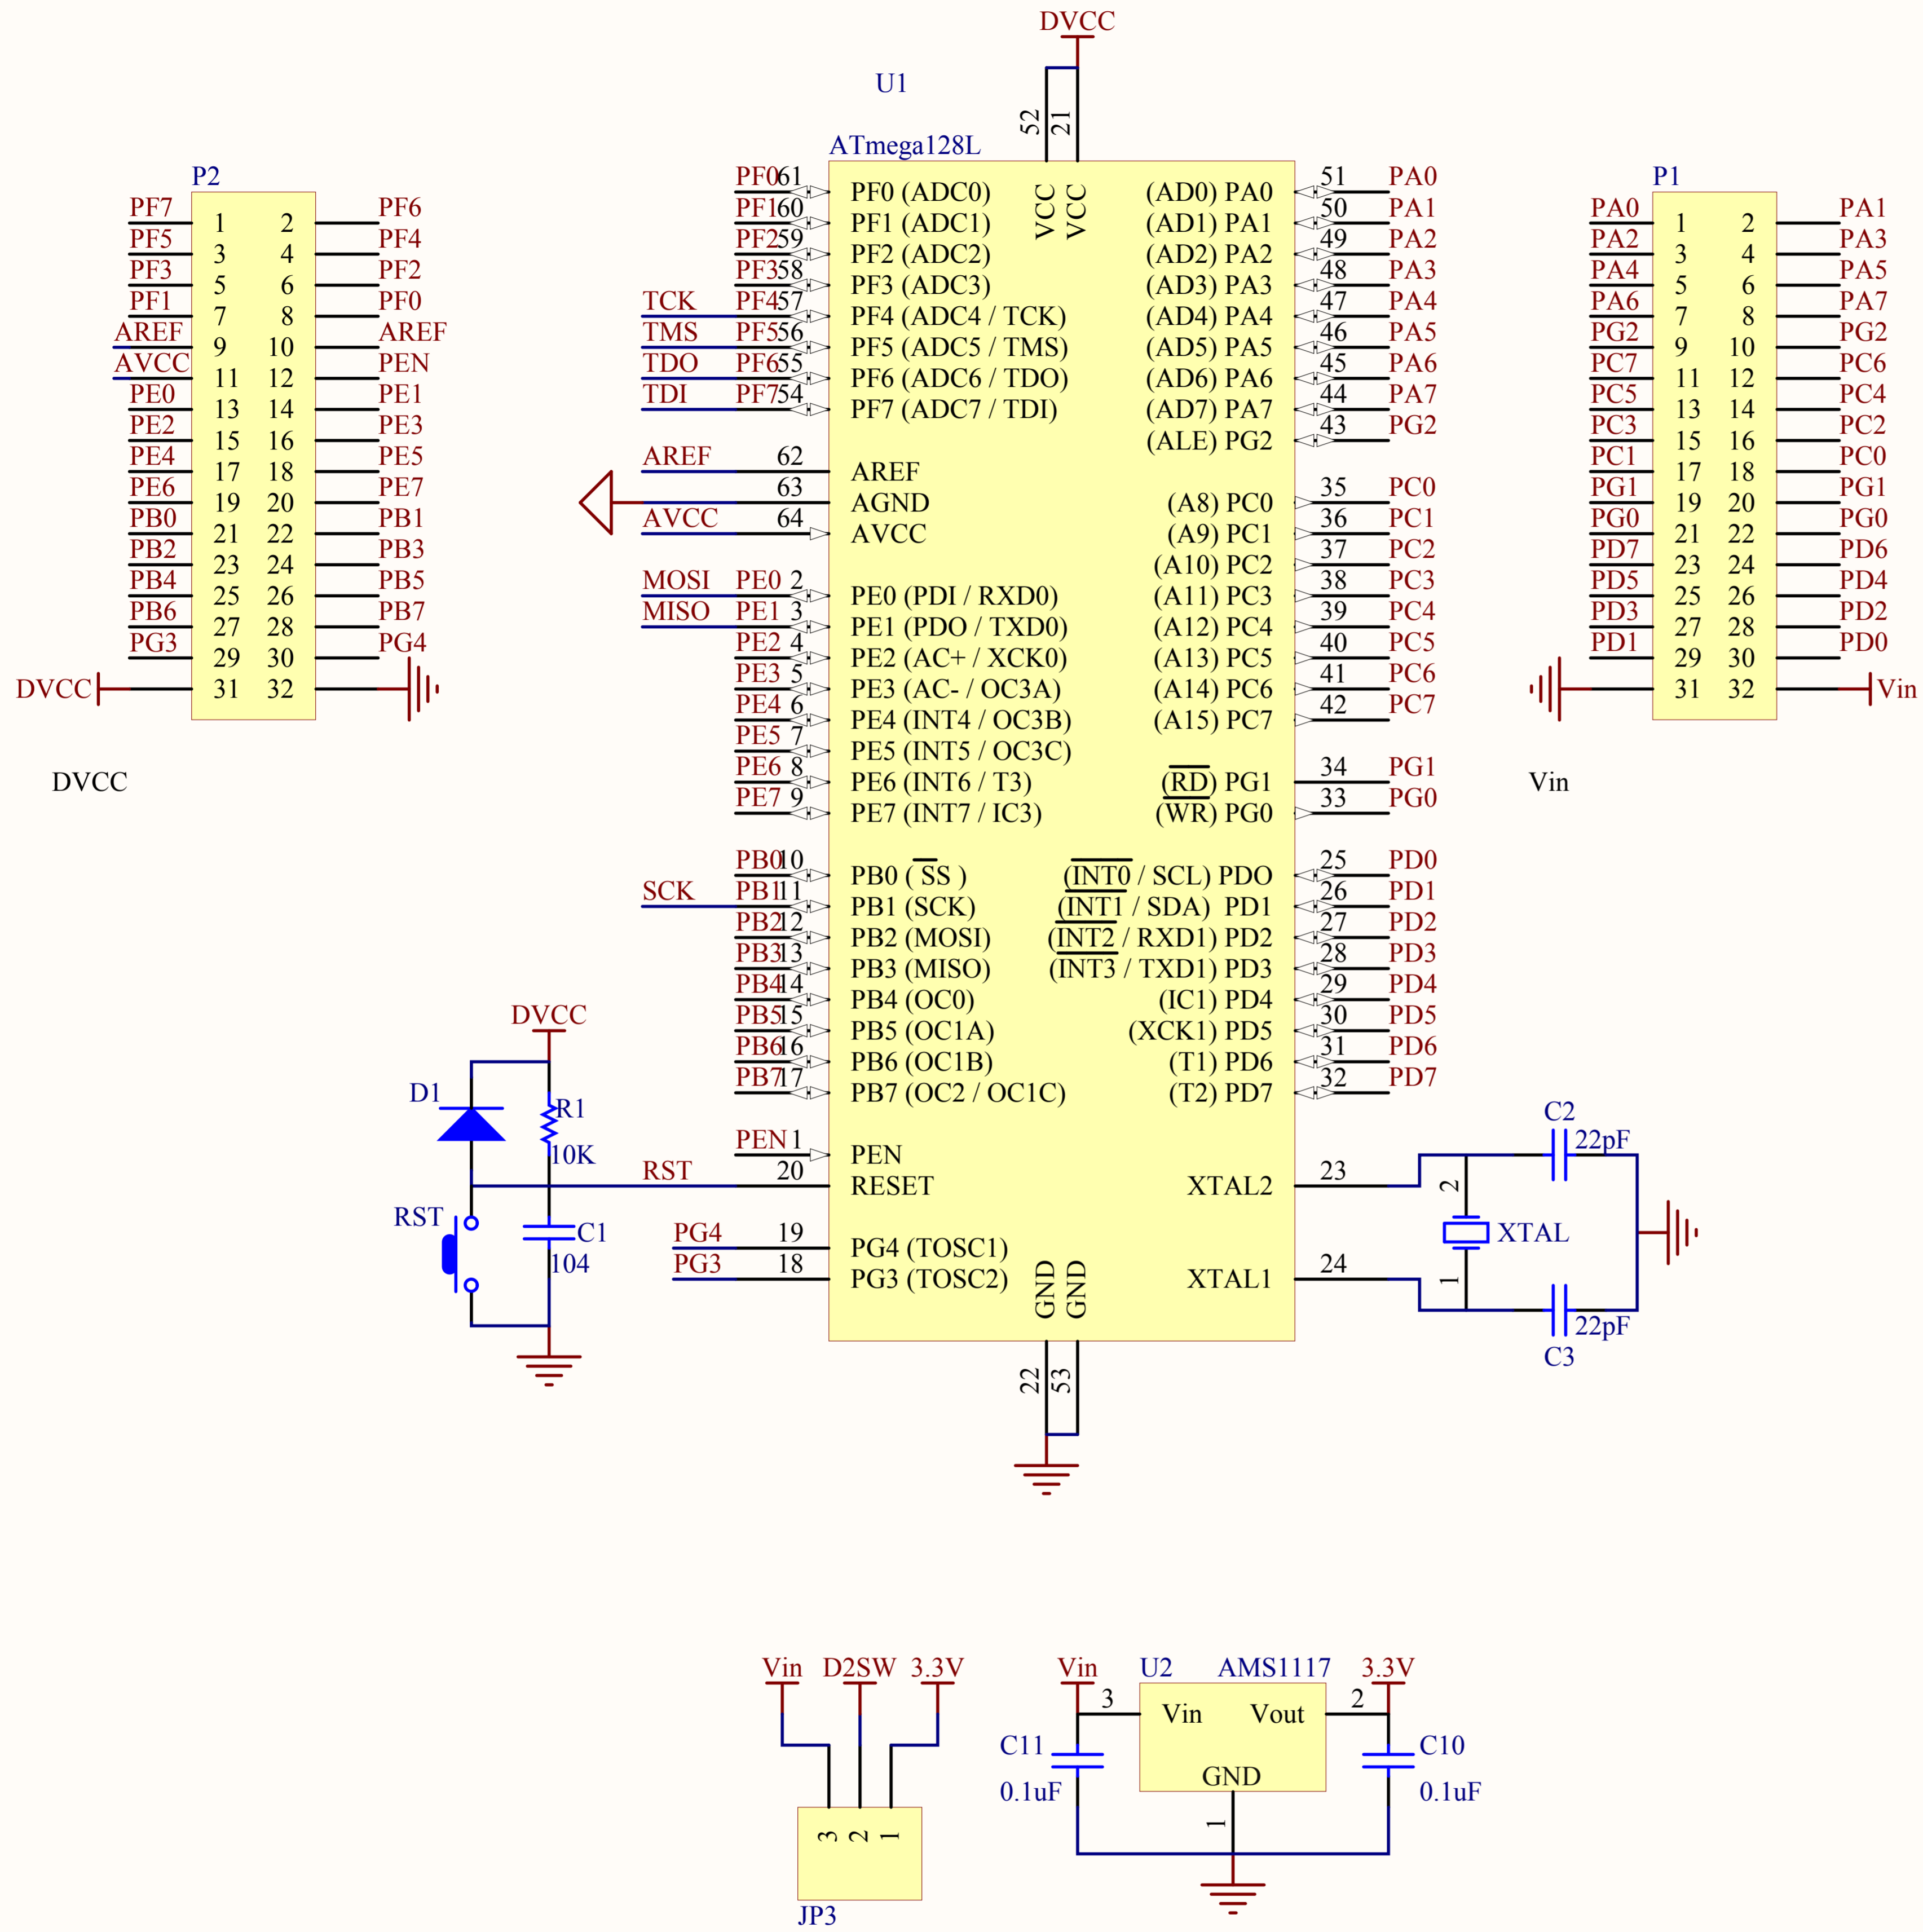 DVCC
U1
52 21
ATmega128L
P2
PF7 1 2 PF6
PF5 3 4 PF4
PF3 5 6 PF2
PF1 7 8 PF0
AREF 9 10 AREF
AVCC 11 12 PEN
PE0 13 14 PE1
PE2 15 16 PE3
PE4 17 18 PE5
PE6 19 20 PE7
PB0 21 22 PB1
PB2 23 24 PB3
PB4 25 26 PB5
PB6 27 28 PB7
PG3 29 30 PG4
DVCC 31 32
DVCC
VCC VCC
PF0 61 PF0 (ADC0) (AD0) PA0 51 PA0
PF1 60 PF1 (ADC1) (AD1) PA1 50 PA1
PF2 59 PF2 (ADC2) (AD2) PA2 49 PA2
PF3 58 PF3 (ADC3) (AD3) PA3 48 PA3
TCK PF4 57 PF4 (ADC4 / TCK) (AD4) PA4 47 PA4
TMS PF5 56 PF5 (ADC5 / TMS) (AD5) PA5 46 PA5
TDO PF6 55 PF6 (ADC6 / TDO) (AD6) PA6 45 PA6
TDI PF7 54 PF7 (ADC7 / TDI) (AD7) PA7 44 PA7
(ALE) PG2 43 PG2
AREF 62 AREF
63 AGND (A8) PC0 35 PC0
AVCC 64 AVCC (A9) PC1 36 PC1
(A10) PC2 37 PC2
MOSI PE0 2 PE0 (PDI / RXD0) (A11) PC3 38 PC3
MISO PE1 3 PE1 (PDO / TXD0) (A12) PC4 39 PC4
PE2 4 PE2 (AC+ / XCK0) (A13) PC5 40 PC5
PE3 5 PE3 (AC- / OC3A) (A14) PC6 41 PC6
PE4 6 PE4 (INT4 / OC3B) (A15) PC7 42 PC7
PE5 7 PE5 (INT5 / OC3C)
PE6 8 PE6 (INT6 / T3) (RD) PG1 34 PG1
PE7 9 PE7 (INT7 / IC3) (WR) PG0 33 PG0
PB0 10 PB0 ( SS ) (INT0 / SCL) PDO 25 PD0
SCK PB1 11 PB1 (SCK) (INT1 / SDA) PD1 26 PD1
PB2 12 PB2 (MOSI) (INT2 / RXD1) PD2 27 PD2
PB3 13 PB3 (MISO) (INT3 / TXD1) PD3 28 PD3
PB4 14 PB4 (OC0) (IC1) PD4 29 PD4
PB5 15 PB5 (OC1A) (XCK1) PD5 30 PD5
PB6 16 PB6 (OC1B) (T1) PD6 31 PD6
PB7 17 PB7 (OC2 / OC1C) (T2) PD7 32 PD7
PEN 1 PEN
RST 20 RESET XTAL2 23
PG4 19 PG4 (TOSC1)
PG3 18 PG3 (TOSC2) XTAL1 24
GND GND
22 53
P1
PA0 1 2 PA1
PA2 3 4 PA3
PA4 5 6 PA5
PA6 7 8 PA7
PG2 9 10 PG2
PC7 11 12 PC6
PC5 13 14 PC4
PC3 15 16 PC2
PC1 17 18 PC0
PG1 19 20 PG1
PG0 21 22 PG0
PD7 23 24 PD6
PD5 25 26 PD4
PD3 27 28 PD2
PD1 29 30 PD0
31 32 Vin
Vin
DVCC
D1 R1
10K
RST C1
104
C2
22pF
2
XTAL
1
22pF
C3
Vin D2SW 3.3V
3 2 1
JP3
Vin U2 AMS1117 3.3V
3 Vin Vout 2
C11 C10
GND
0.1uF 0.1uF
1